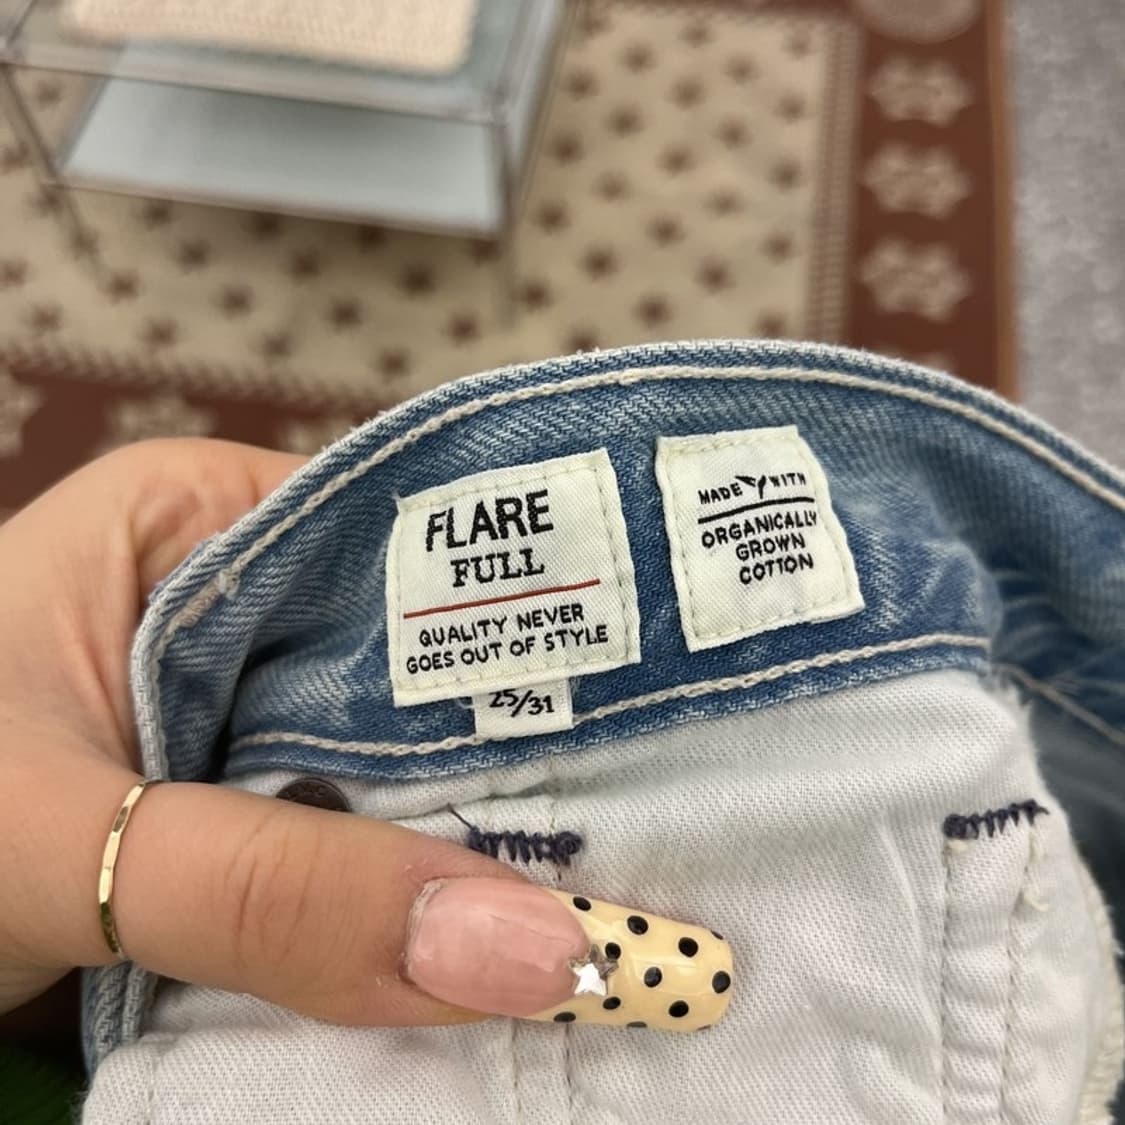 FLARE
FULL
QUALITY NEVER
GOES OUT OF STYLE
25/31
MADE WITH
ORGANICALLY
GROWN
COTTON